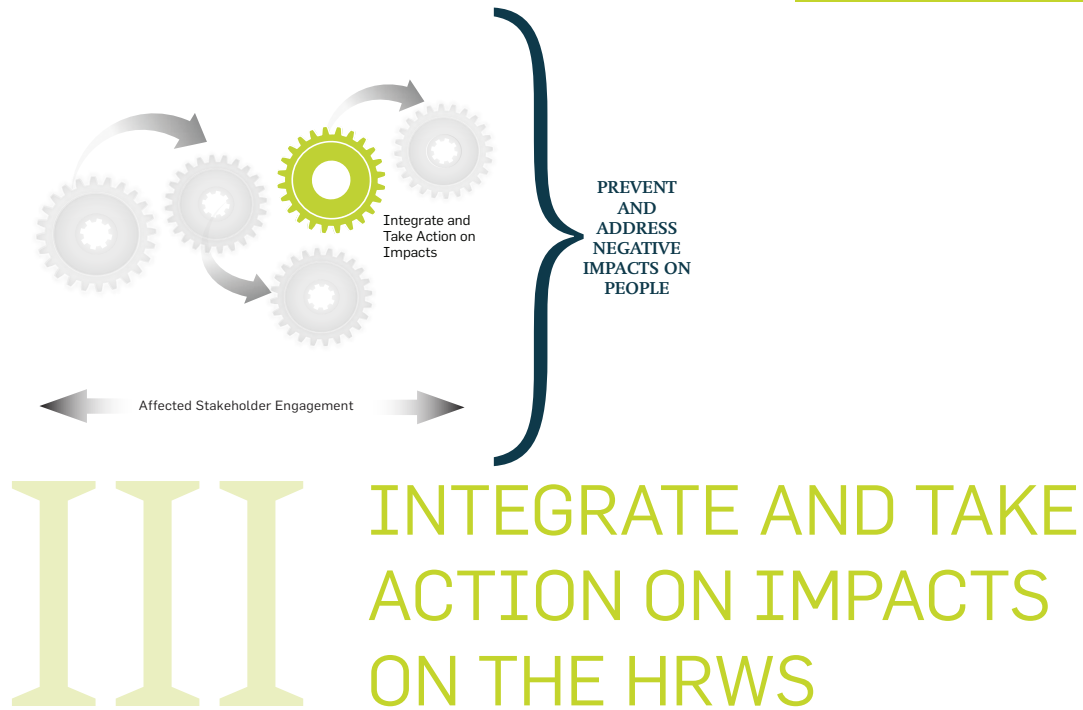 Integrate and
Take Action on
Impacts
PREVENT
AND
ADDRESS
NEGATIVE
IMPACTS ON
PEOPLE
Affected Stakeholder Engagement
III
INTEGRATE AND TAKE
ACTION ON IMPACTS
ON THE HRWS